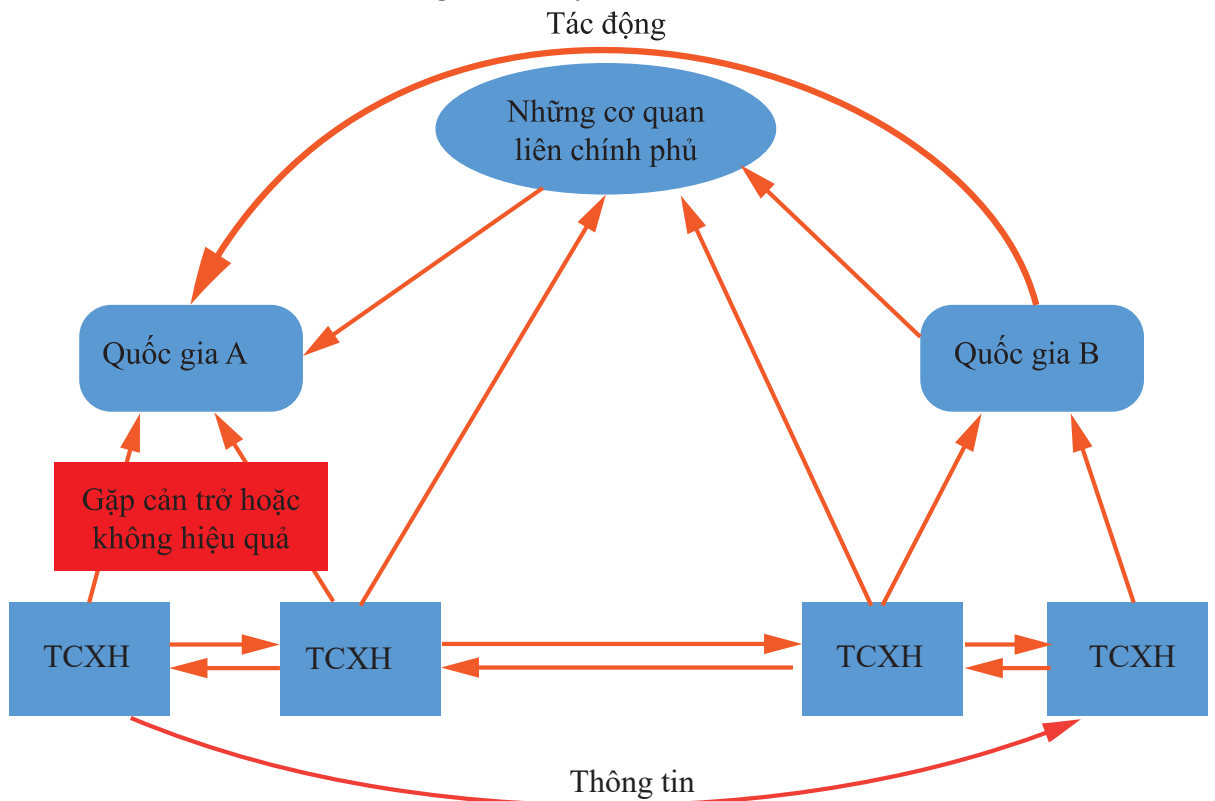 Tác động
Những cơ quan
liên chính phủ
Quốc gia A
Quốc gia B
Gặp cản trở hoặc
không hiệu quả
TCXH
TCXH
TCXH
TCXH
Thông tin